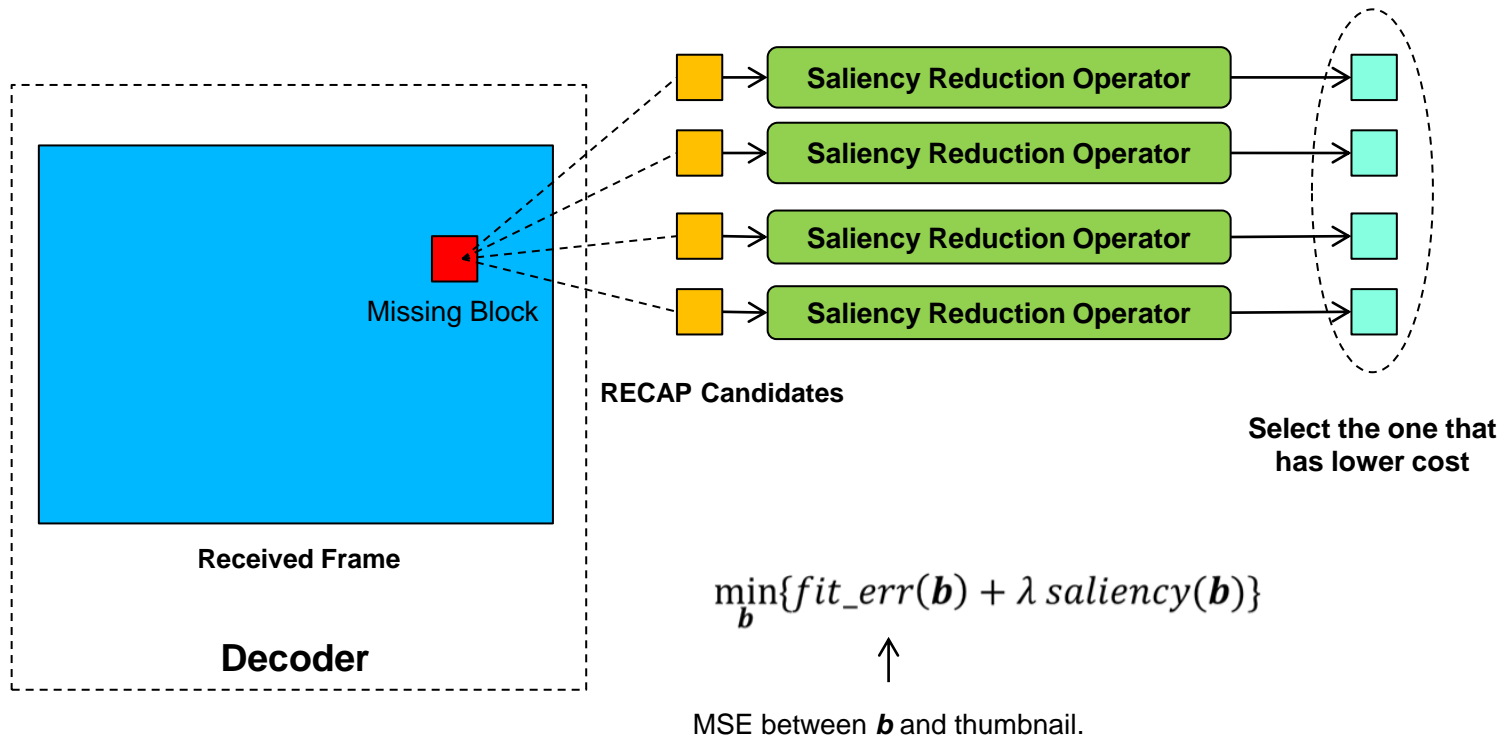 Saliency Reduction Operator
Saliency Reduction Operator
Saliency Reduction Operator
Saliency Reduction Operator
Missing Block
RECAP Candidates
Select the one that
has lower cost
Received Frame
Decoder
min{fit_err(b) + λ saliency(b)}
b
MSE between b and thumbnail.